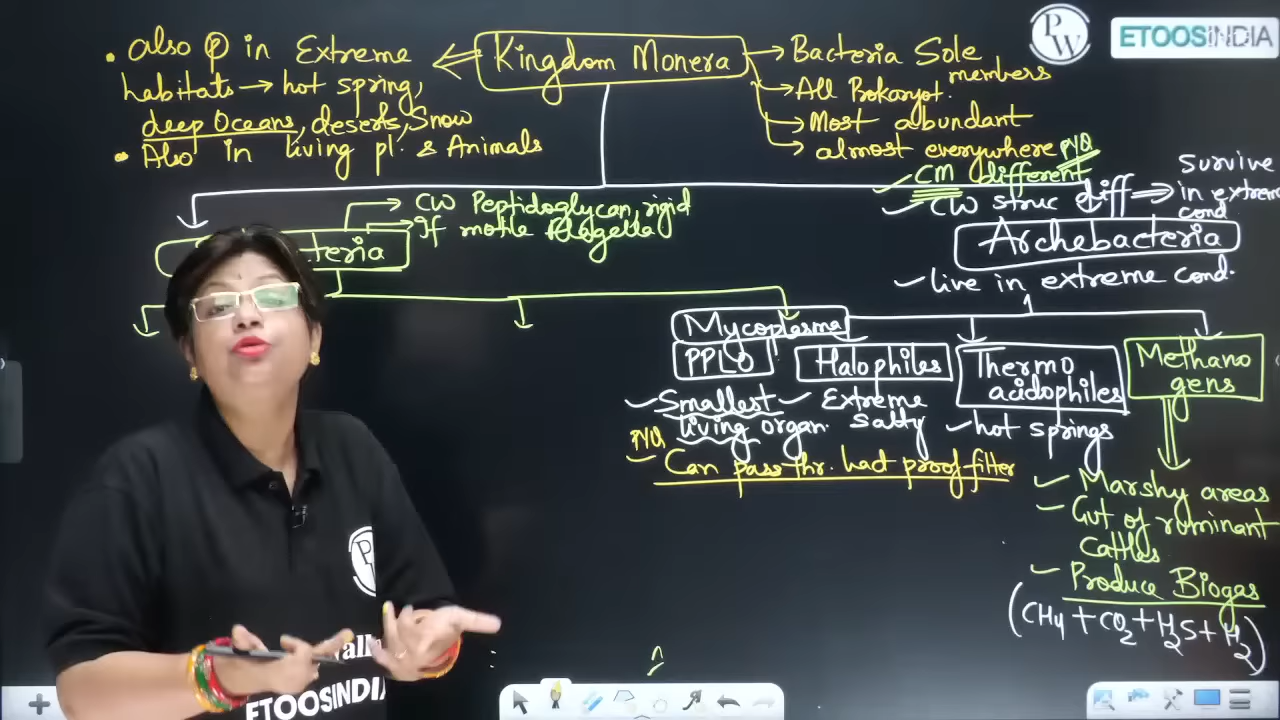 • also ⓟ in Extreme
habitats → hot spring,
deep Oceans, deserts, Snow
• Also in living pl. & Animals
Kingdom Monera
→ Bacteria Sole members
→ All Prokaryot.
→ Most abundant
→ almost everywhere
PW
ETOOSINDIA
CW Peptidoglycan, rigid
If motile Flagella
teria
PYQ
CM different
CW struc diff ⇒ Survive
in extreme
cond
Archebacteria
live in extreme cond.
Mycoplasma
PPLO
Smallest
living organ.
PYQ
Can pass thr. bact proof filter
Halophiles
Extreme
salty
Thermo
acidophiles
hot springs
Methano
gens
Marshy areas
Gut of ruminant
cattles
Produce Biogas
(CH4 + CO2 + H2S + H2)
PW
ETOOSINDIA